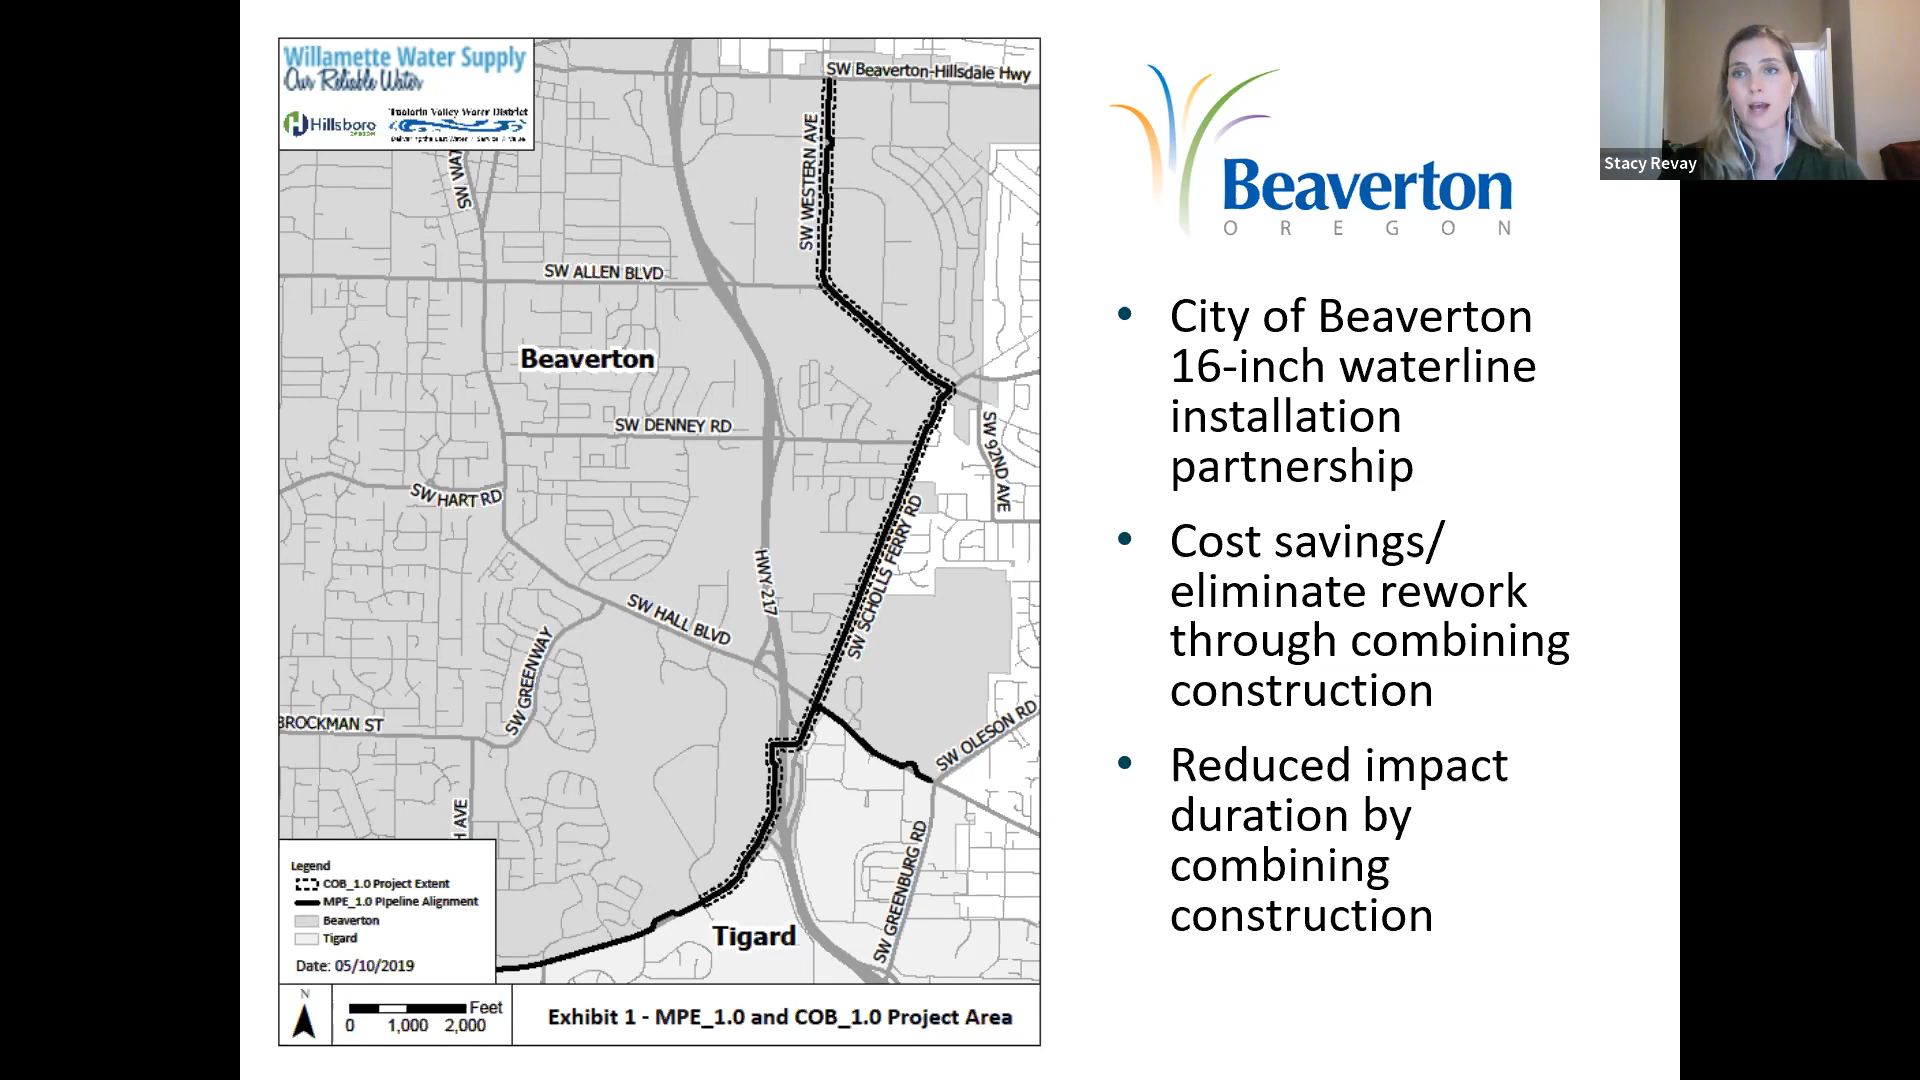 Willamette Water Supply
Our Reliable Water
Hillsboro
OREGON
Tualatin Valley Water District
SW Beaverton-Hillsdale Hwy
SW WESTERN AVE
SW WAT
SW ALLEN BLVD
Beaverton
SW DENNEY RD
SW 92ND AVE
SW HART RD
SW SCHOLLS FERRY RD
HWY 217
SW HALL BLVD
SW GREENWAY
BROCKMAN ST
SW OLESON RD
H AVE
SW GREENBURG RD
Tigard
Legend
COB_1.0 Project Extent
MPE_1.0 Pipeline Alignment
Beaverton
Tigard
Date: 05/10/2019
N
Feet
0 1,000 2,000
Exhibit 1 - MPE_1.0 and COB_1.0 Project Area
Beaverton
OREGON
• City of Beaverton
16-inch waterline
installation
partnership
• Cost savings/
eliminate rework
through combining
construction
• Reduced impact
duration by
combining
construction
Stacy Revay